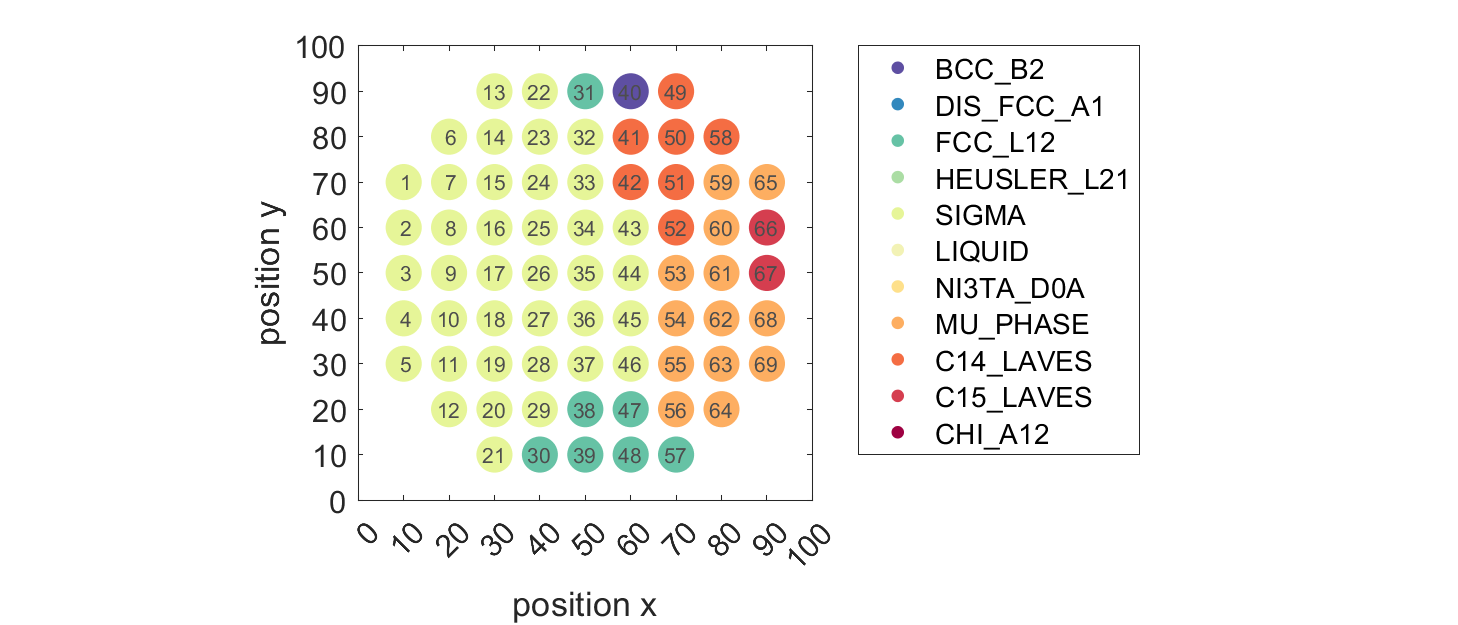 100
90
80
70
60
50
40
30
20
10
0
position y
13 22 31 40 49
6 14 23 32 41 50 58
1 7 15 24 33 42 51 59 65
2 8 16 25 34 43 52 60 66
3 9 17 26 35 44 53 61 67
4 10 18 27 36 45 54 62 68
5 11 19 28 37 46 55 63 69
12 20 29 38 47 56 64
21 30 39 48 57
0 10 20 30 40 50 60 70 80 90 100
position x
BCC_B2
DIS_FCC_A1
FCC_L12
HEUSLER_L21
SIGMA
LIQUID
NI3TA_D0A
MU_PHASE
C14_LAVES
C15_LAVES
CHI_A12